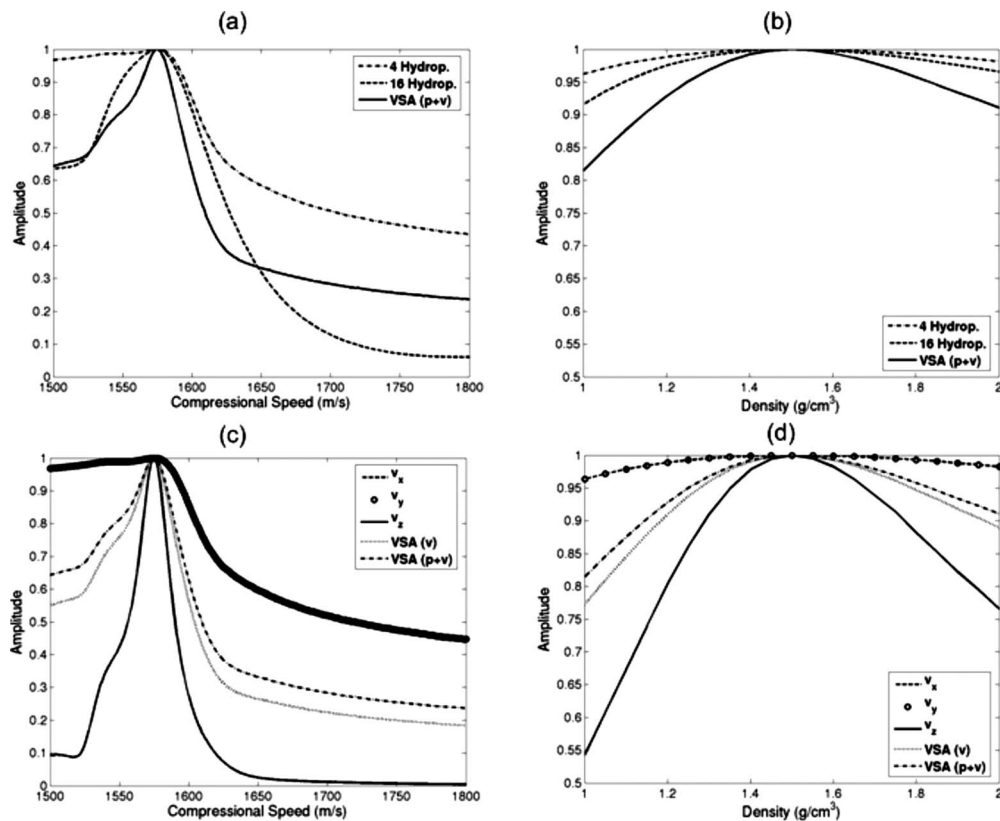 (a)
1
0.9
0.8
0.7
0.6
0.5
0.4
0.3
0.2
0.1
0
Amplitude
4 Hydrop.
16 Hydrop.
VSA (p+v)
1500 1550 1600 1650 1700 1750 1800
Compressional Speed (m/s)
(b)
1
0.95
0.9
0.85
0.8
0.75
0.7
0.65
0.6
0.55
0.5
Amplitude
4 Hydrop.
16 Hydrop.
VSA (p+v)
1 1.2 1.4 1.6 1.8 2
Density (g/cm³)
(c)
1
0.9
0.8
0.7
0.6
0.5
0.4
0.3
0.2
0.1
0
Amplitude
vₓ
v_y
v_z
VSA (v)
VSA (p+v)
1500 1550 1600 1650 1700 1750 1800
Compressional Speed (m/s)
(d)
1
0.95
0.9
0.85
0.8
0.75
0.7
0.65
0.6
0.55
0.5
Amplitude
vₓ
v_y
v_z
VSA (v)
VSA (p+v)
1 1.2 1.4 1.6 1.8 2
Density (g/cm³)